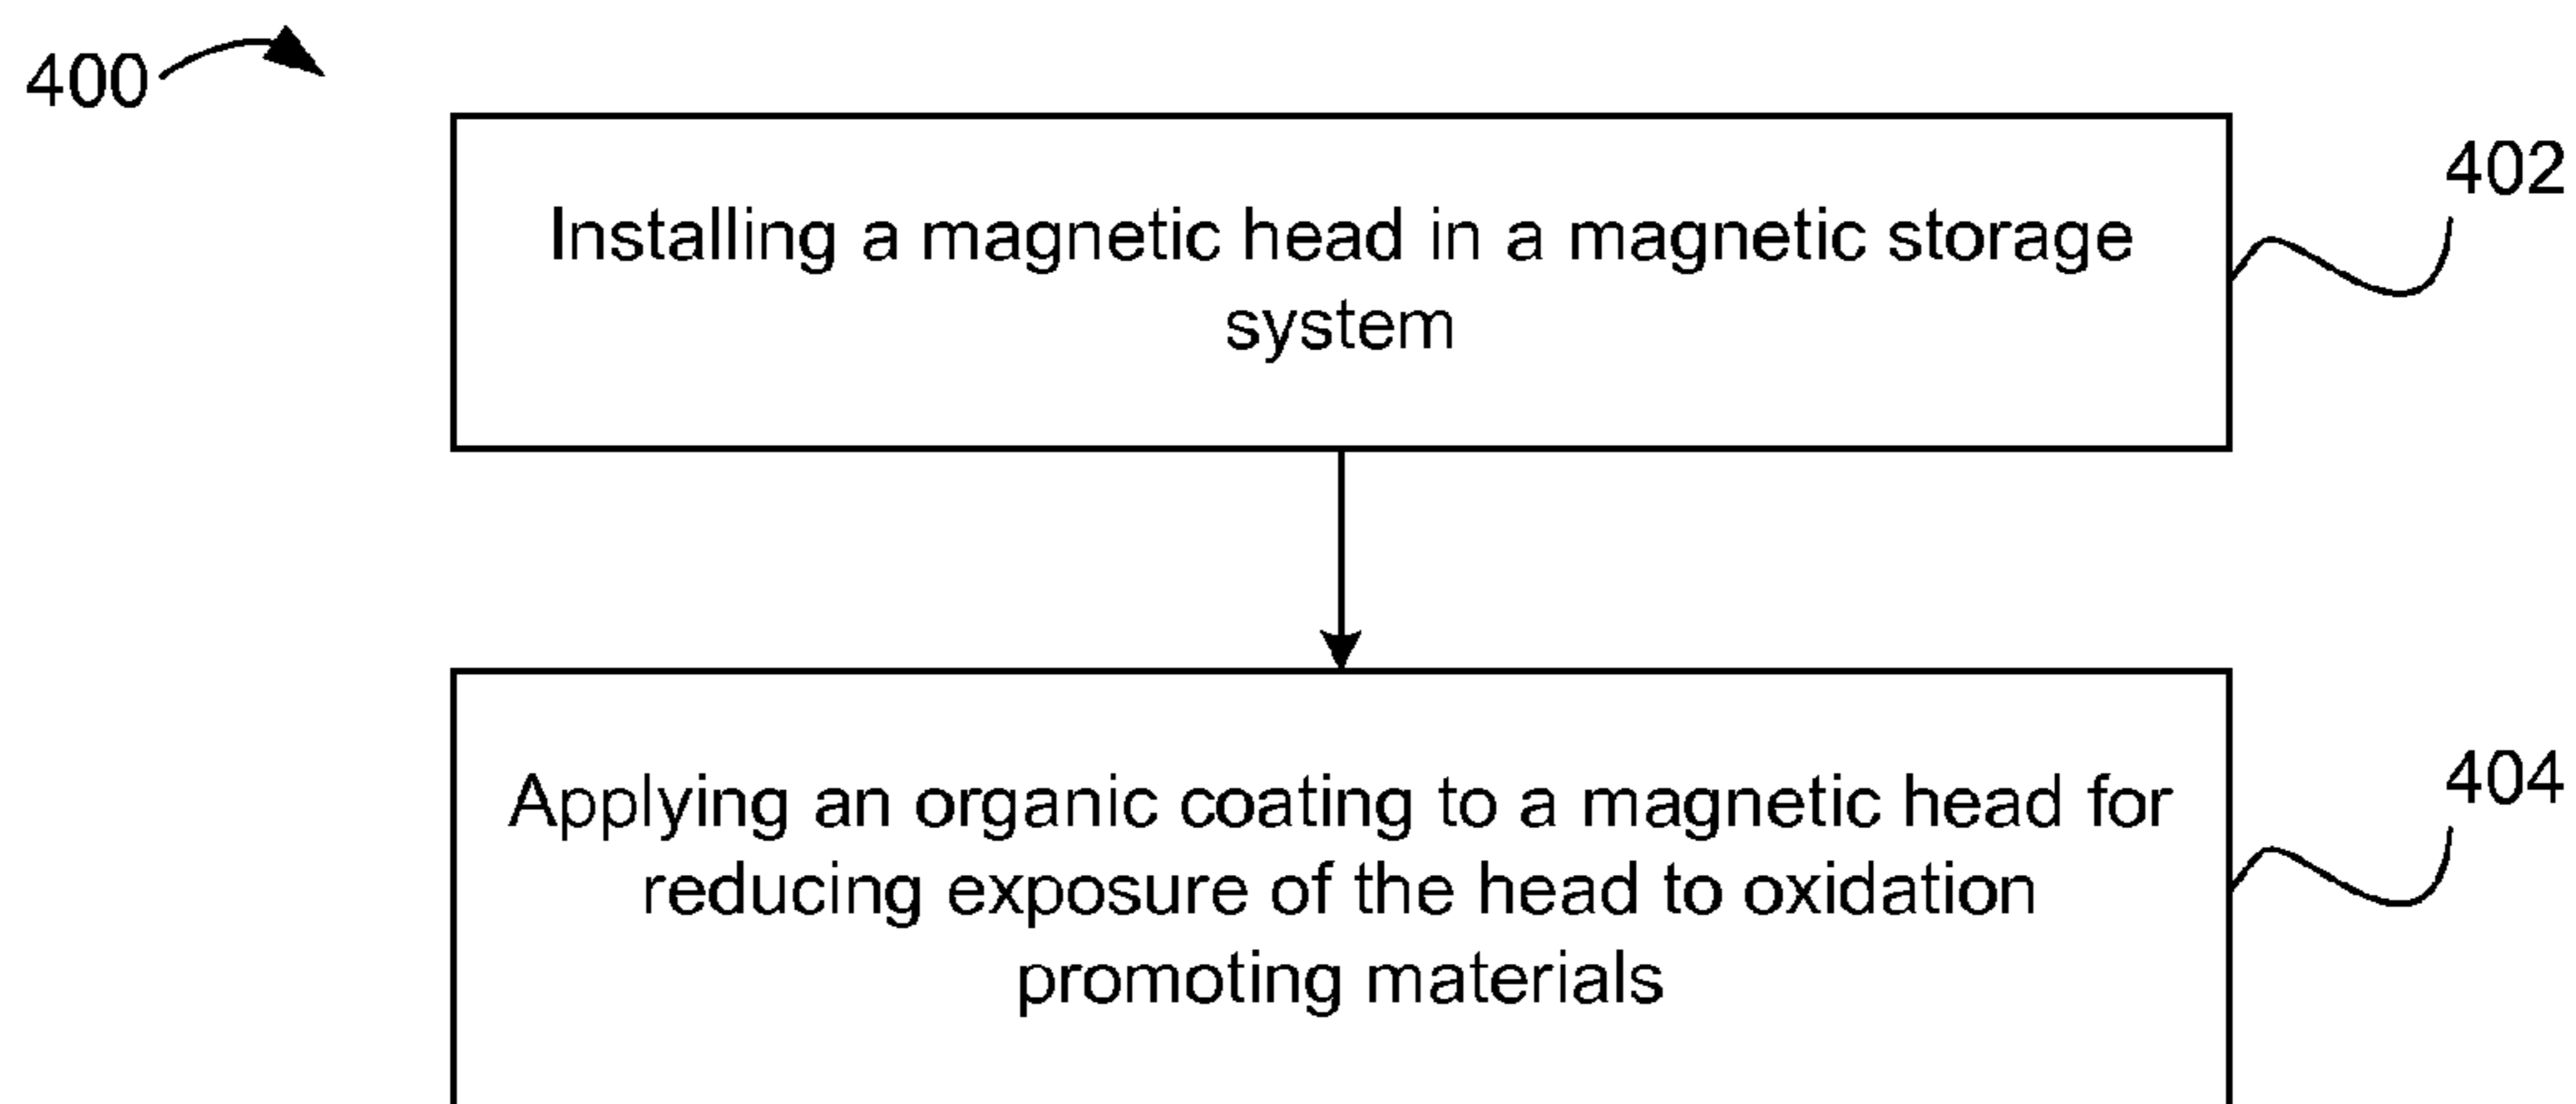 400
402
Installing a magnetic head in a magnetic storage
system
404
Applying an organic coating to a magnetic head for
reducing exposure of the head to oxidation
promoting materials